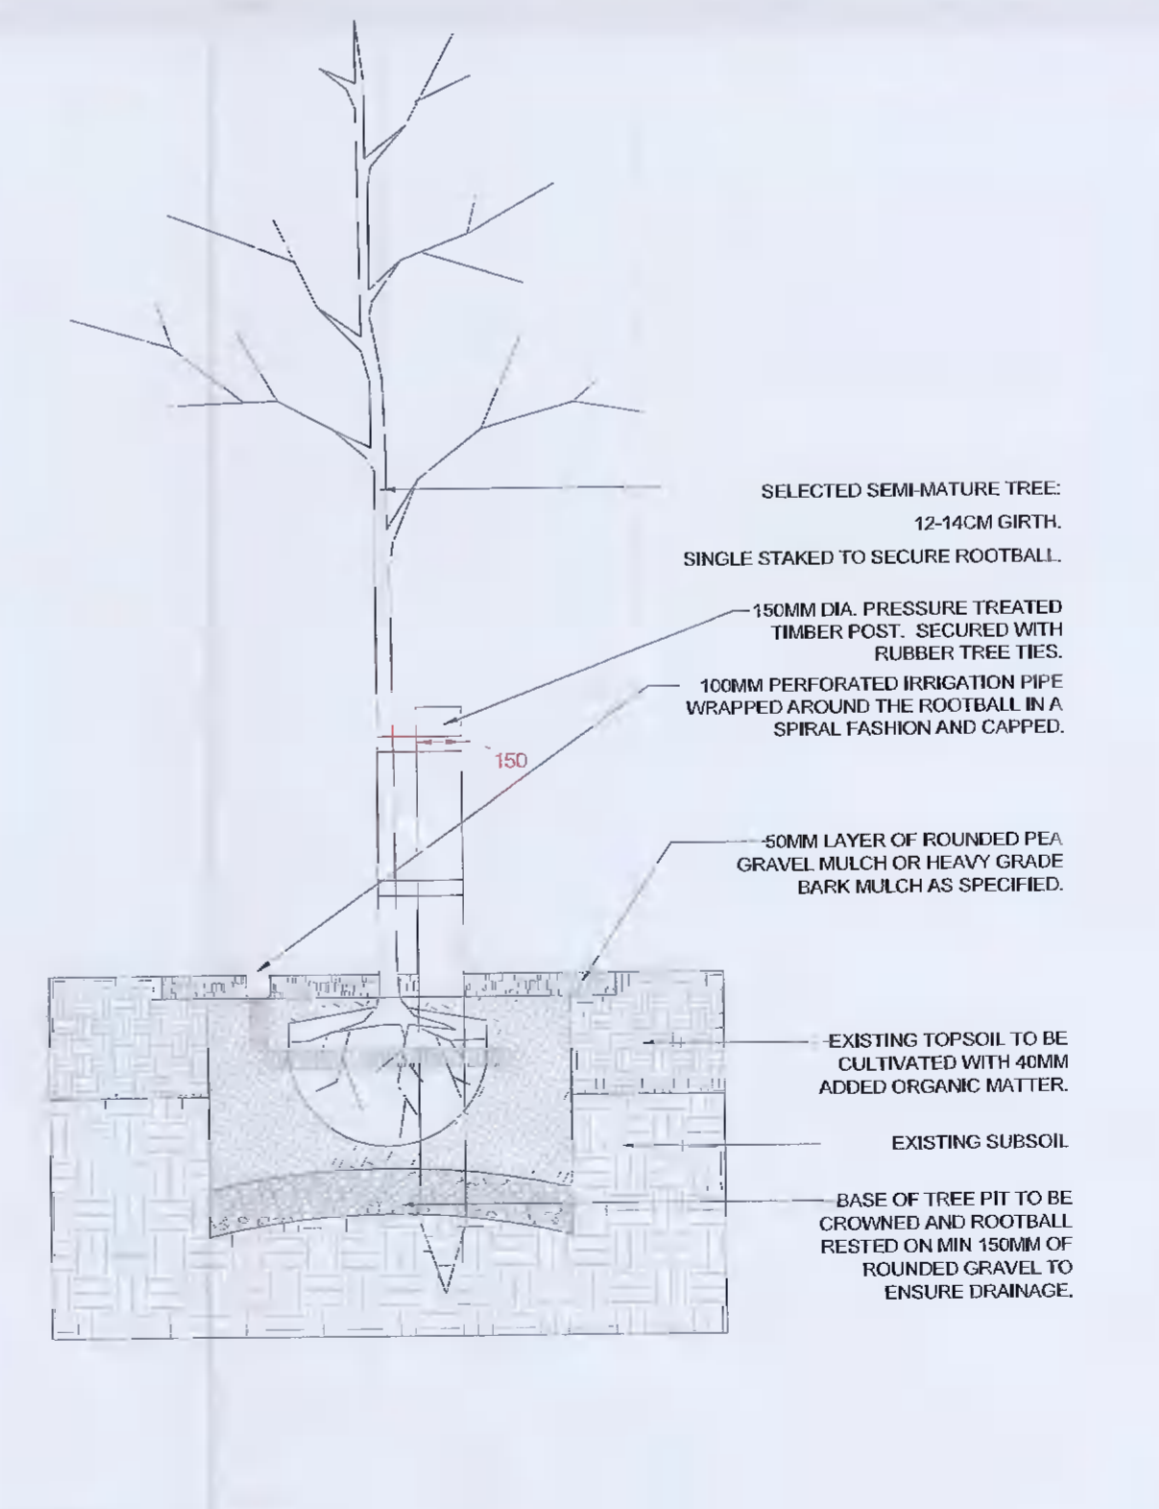 SELECTED SEMI-MATURE TREE:
12-14CM GIRTH.
SINGLE STAKED TO SECURE ROOTBALL.
150MM DIA. PRESSURE TREATED
TIMBER POST. SECURED WITH
RUBBER TREE TIES.
100MM PERFORATED IRRIGATION PIPE
WRAPPED AROUND THE ROOTBALL IN A
SPIRAL FASHION AND CAPPED.
150
50MM LAYER OF ROUNDED PEA
GRAVEL MULCH OR HEAVY GRADE
BARK MULCH AS SPECIFIED.
EXISTING TOPSOIL TO BE
CULTIVATED WITH 40MM
ADDED ORGANIC MATTER.
EXISTING SUBSOIL
BASE OF TREE PIT TO BE
CROWNED AND ROOTBALL
RESTED ON MIN 150MM OF
ROUNDED GRAVEL TO
ENSURE DRAINAGE.